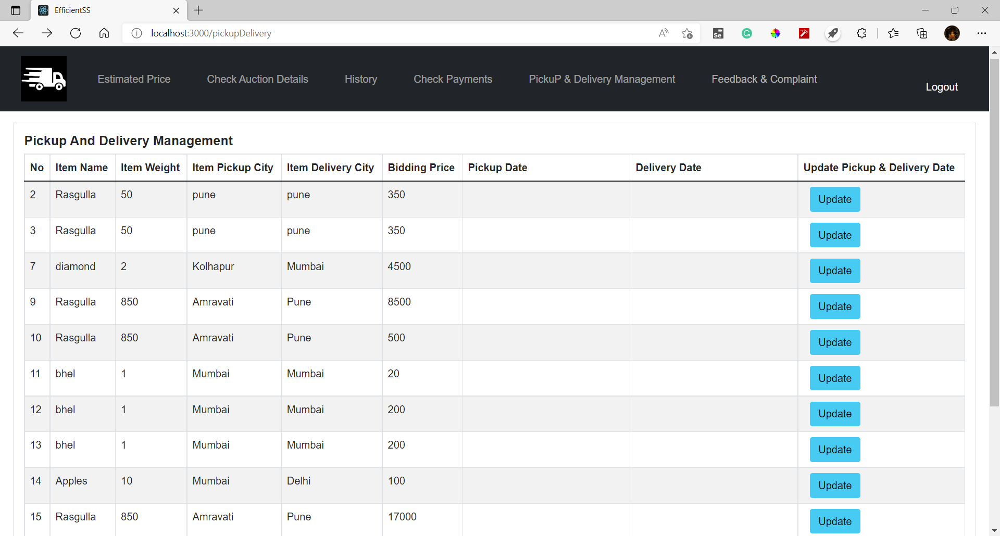 EfficientSS
localhost:3000/pickupDelivery
Estimated Price Check Auction Details History Check Payments PickuP & Delivery Management Feedback & Complaint Logout
Pickup And Delivery Management
No Item Name Item Weight Item Pickup City Item Delivery City Bidding Price Pickup Date Delivery Date Update Pickup & Delivery Date
2 Rasgulla 50 pune pune 350 Update
3 Rasgulla 50 pune pune 350 Update
7 diamond 2 Kolhapur Mumbai 4500 Update
9 Rasgulla 850 Amravati Pune 8500 Update
10 Rasgulla 850 Amravati Pune 500 Update
11 bhel 1 Mumbai Mumbai 20 Update
12 bhel 1 Mumbai Mumbai 200 Update
13 bhel 1 Mumbai Mumbai 200 Update
14 Apples 10 Mumbai Delhi 100 Update
15 Rasgulla 850 Amravati Pune 17000 Update